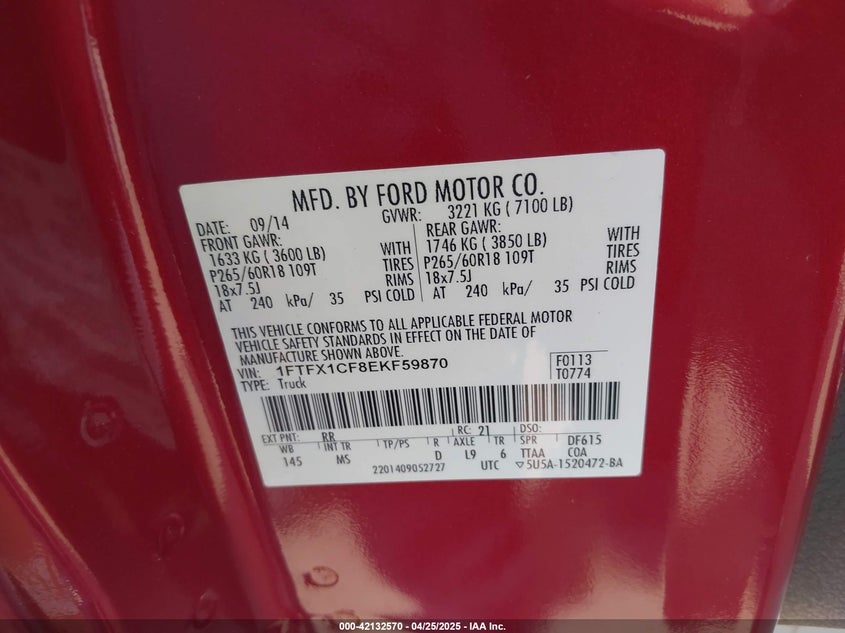 MFD. BY FORD MOTOR CO.
DATE: 09/14 GVWR: 3221 KG ( 7100 LB)
FRONT GAWR: REAR GAWR:
1633 KG ( 3600 LB) WITH 1746 KG ( 3850 LB) WITH
P265/60R18 109T TIRES P265/60R18 109T TIRES
18x7.5J RIMS 18x7.5J RIMS
AT 240 kPa/ 35 PSI COLD AT 240 kPa/ 35 PSI COLD
THIS VEHICLE CONFORMS TO ALL APPLICABLE FEDERAL MOTOR
VEHICLE SAFETY STANDARDS IN EFFECT ON THE DATE OF
MANUFACTURE SHOWN ABOVE.
VIN: 1FTFX1CF8EKF59870 F0113
TYPE: Truck T0774
EXT PNT: RR RC: 21 DSO:
WB INT TR TP/PS R AXLE TR SPR DF615
145 MS D L9 6 TTAA COA
2201409052727 UTC ▽5U5A-1520472-BA
000-42132570 | 04/25/2025 | IAA Inc.